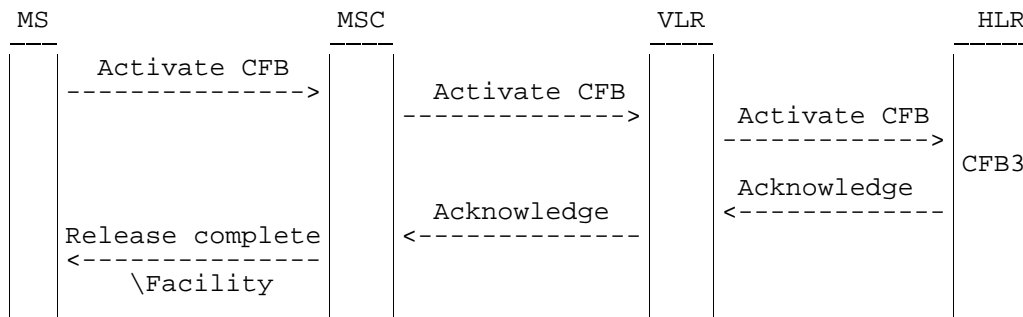 MS MSC VLR HLR
Activate CFB
Activate CFB
Activate CFB
CFB3
Acknowledge
Acknowledge
Release complete
\Facility